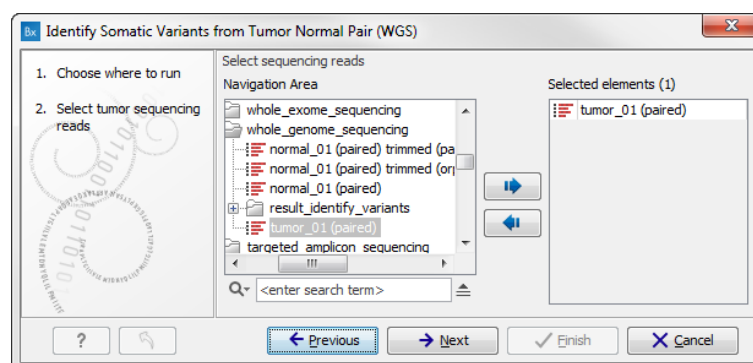 Bx Identify Somatic Variants from Tumor Normal Pair (WGS)
1. Choose where to run
2. Select tumor sequencing
reads
Select sequencing reads
Navigation Area
whole_exome_sequencing
whole_genome_sequencing
normal_01 (paired) trimmed (pa
normal_01 (paired) trimmed (orp
normal_01 (paired)
result_identify_variants
tumor_01 (paired)
targeted_amplicon_sequencing
<enter search term>
Selected elements (1)
tumor_01 (paired)
?
Previous
Next
Finish
Cancel